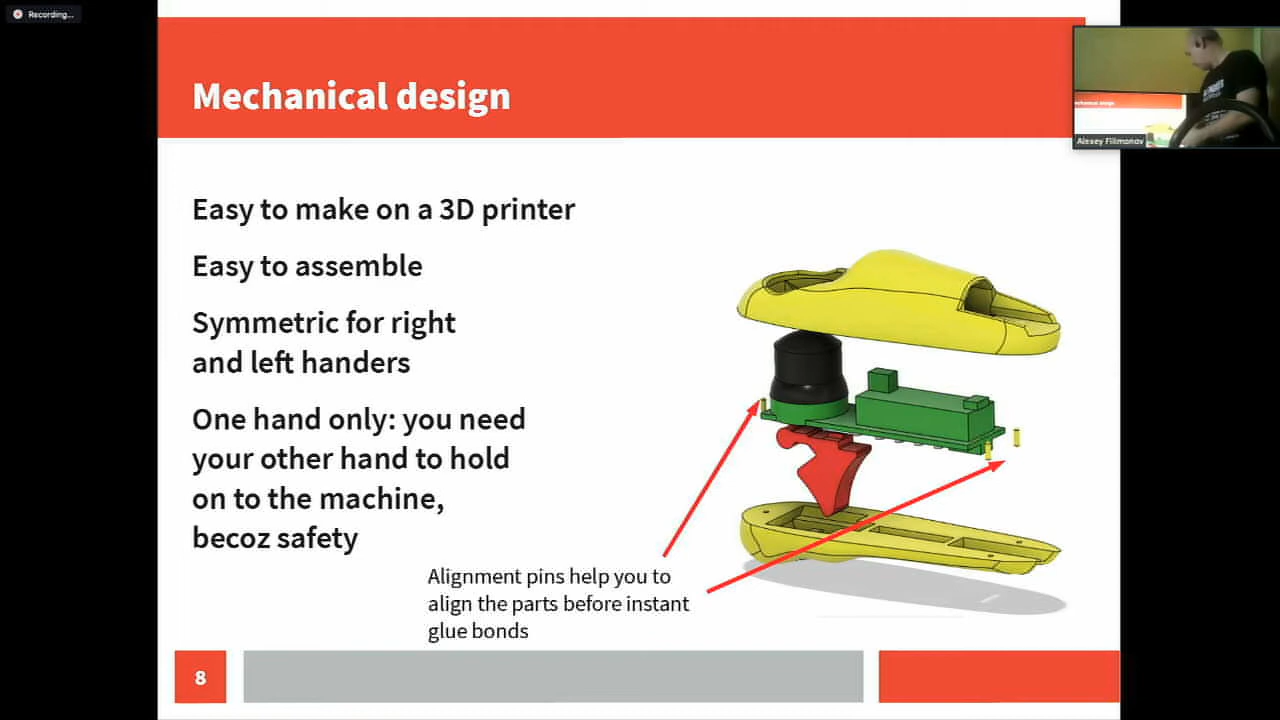 Recording...
Mechanical design
Alexey Filimonov
Easy to make on a 3D printer
Easy to assemble
Symmetric for right
and left handers
One hand only: you need
your other hand to hold
on to the machine,
becoz safety
Alignment pins help you to
align the parts before instant
glue bonds
8